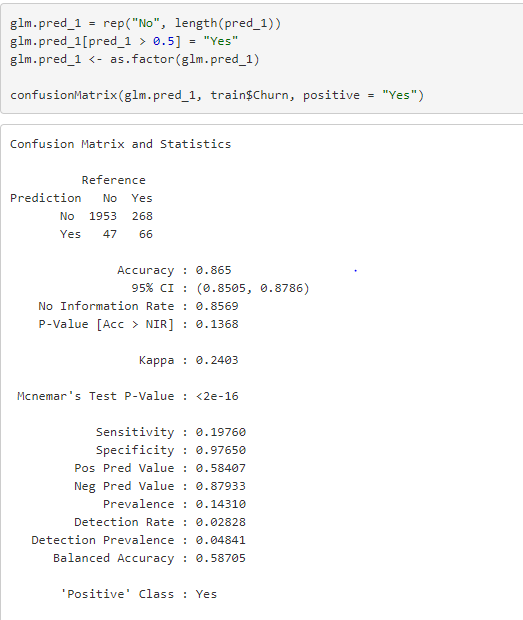 glm.pred_1 = rep("No", length(pred_1))
glm.pred_1[pred_1 > 0.5] = "Yes"
glm.pred_1 <- as.factor(glm.pred_1)
confusionMatrix(glm.pred_1, train$Churn, positive = "Yes")
Confusion Matrix and Statistics
Reference
Prediction No Yes
No 1953 268
Yes 47 66
Accuracy : 0.865
95% CI : (0.8505, 0.8786)
No Information Rate : 0.8569
P-Value [Acc > NIR] : 0.1368
Kappa : 0.2403
Mcnemar's Test P-Value : <2e-16
Sensitivity : 0.19760
Specificity : 0.97650
Pos Pred Value : 0.58407
Neg Pred Value : 0.87933
Prevalence : 0.14310
Detection Rate : 0.02828
Detection Prevalence : 0.04841
Balanced Accuracy : 0.58705
'Positive' Class : Yes